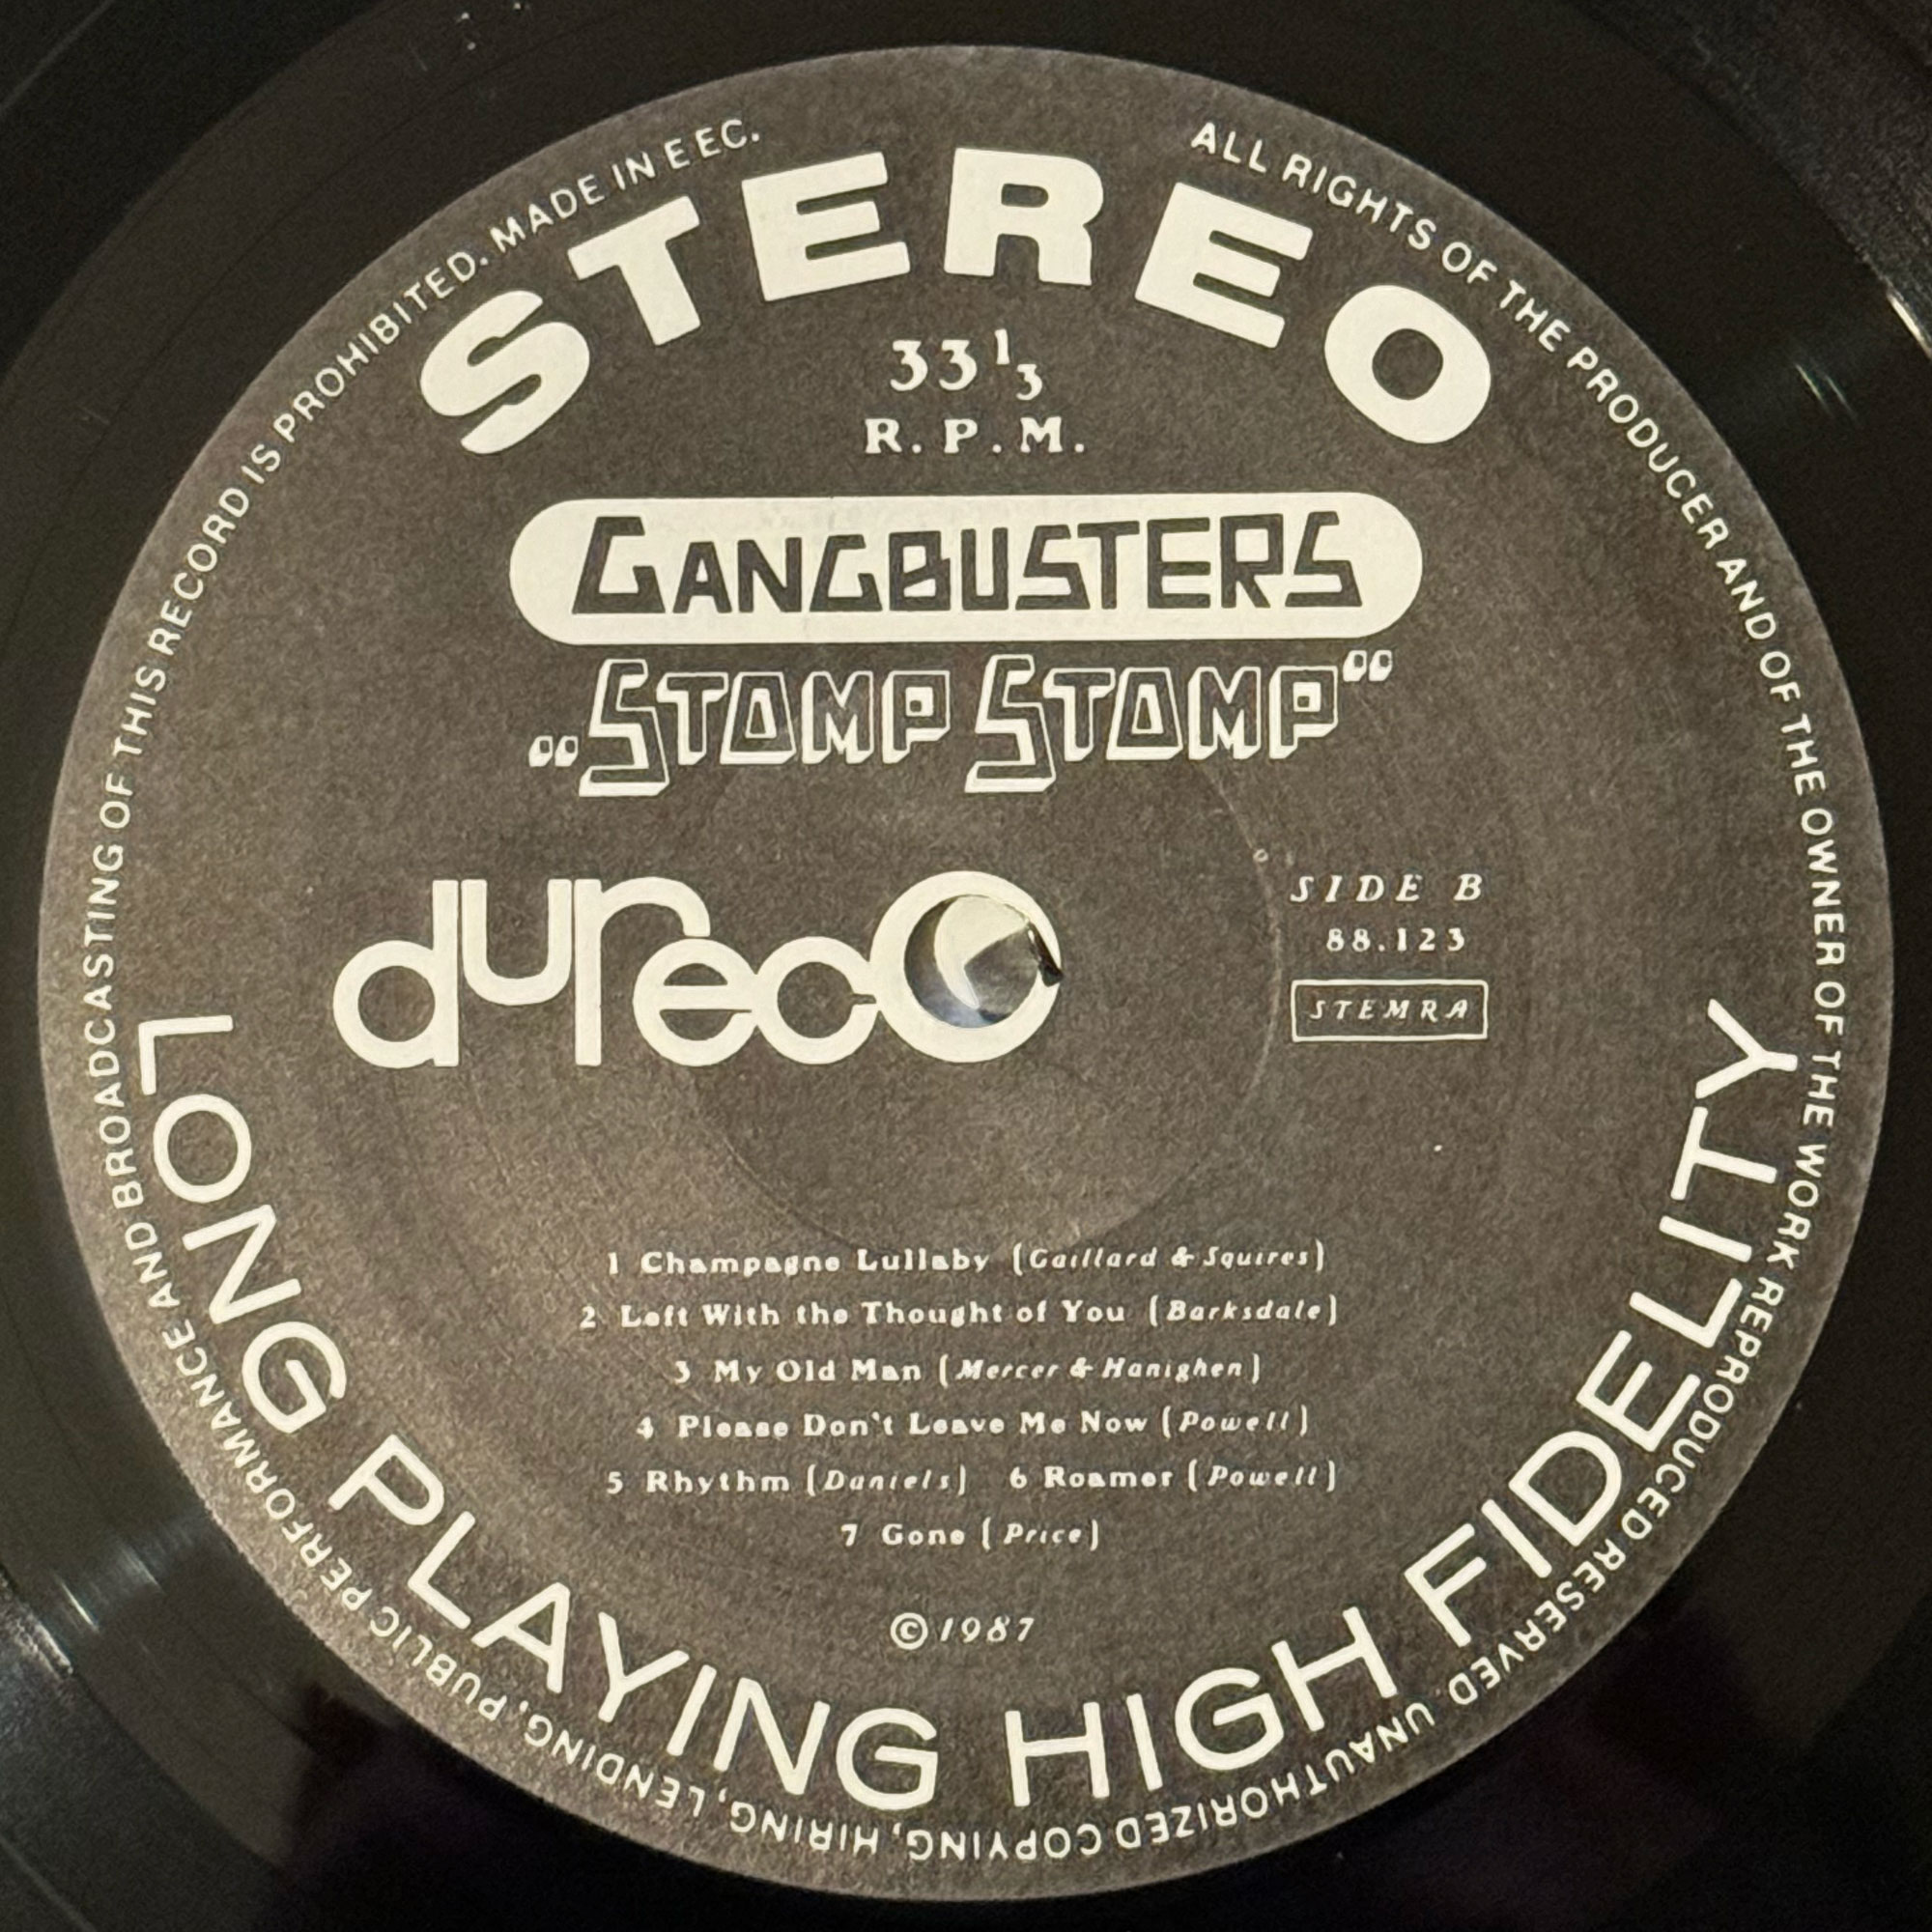 ALL RIGHTS OF THE PRODUCER AND OF THE OWNER OF THE WORK REPRODUCED RESERVED. UNAUTHORIZED COPYING, HIRING, LENDING, PUBLIC PERFORMANCE AND BROADCASTING OF THIS RECORD IS PROHIBITED. MADE IN E EC.
STEREO
33 1/3
R.P.M.
GANGBUSTERS
„STOMP STOMP“
dureco
SIDE B
88.123
STEMRA
1 Champagne Lullaby (Gaillard & Squires)
2 Left With the Thought of You (Barksdale)
3 My Old Man (Mercer & Hanighen)
4 Please Don't Leave Me Now (Powell)
5 Rhythm (Daniels) 6 Roamer (Powell)
7 Gone (Price)
© 1987
LONG PLAYING HIGH FIDELITY